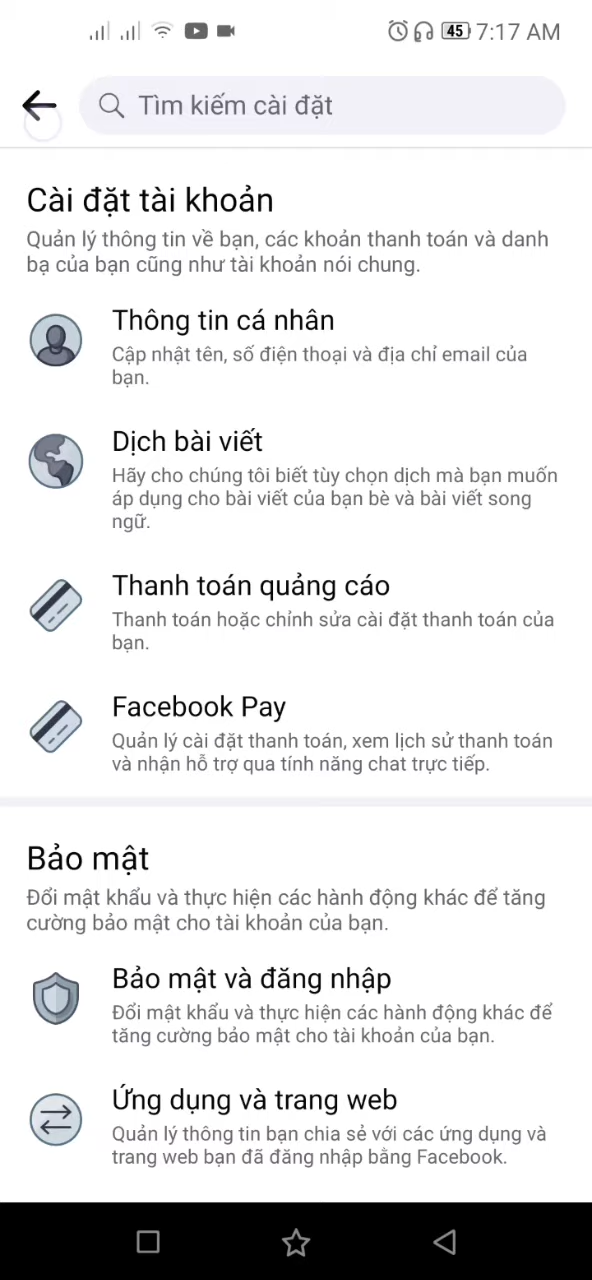 45 7:17 AM
Tìm kiếm cài đặt
Cài đặt tài khoản
Quản lý thông tin về bạn, các khoản thanh toán và danh
bạ của bạn cũng như tài khoản nói chung.
Thông tin cá nhân
Cập nhật tên, số điện thoại và địa chỉ email của
bạn.
Dịch bài viết
Hãy cho chúng tôi biết tùy chọn dịch mà bạn muốn
áp dụng cho bài viết của bạn bè và bài viết song
ngữ.
Thanh toán quảng cáo
Thanh toán hoặc chỉnh sửa cài đặt thanh toán của
bạn.
Facebook Pay
Quản lý cài đặt thanh toán, xem lịch sử thanh toán
và nhận hỗ trợ qua tính năng chat trực tiếp.
Bảo mật
Đổi mật khẩu và thực hiện các hành động khác để tăng
cường bảo mật cho tài khoản của bạn.
Bảo mật và đăng nhập
Đổi mật khẩu và thực hiện các hành động khác để
tăng cường bảo mật cho tài khoản của bạn.
Ứng dụng và trang web
Quản lý thông tin bạn chia sẻ với các ứng dụng và
trang web bạn đã đăng nhập bằng Facebook.